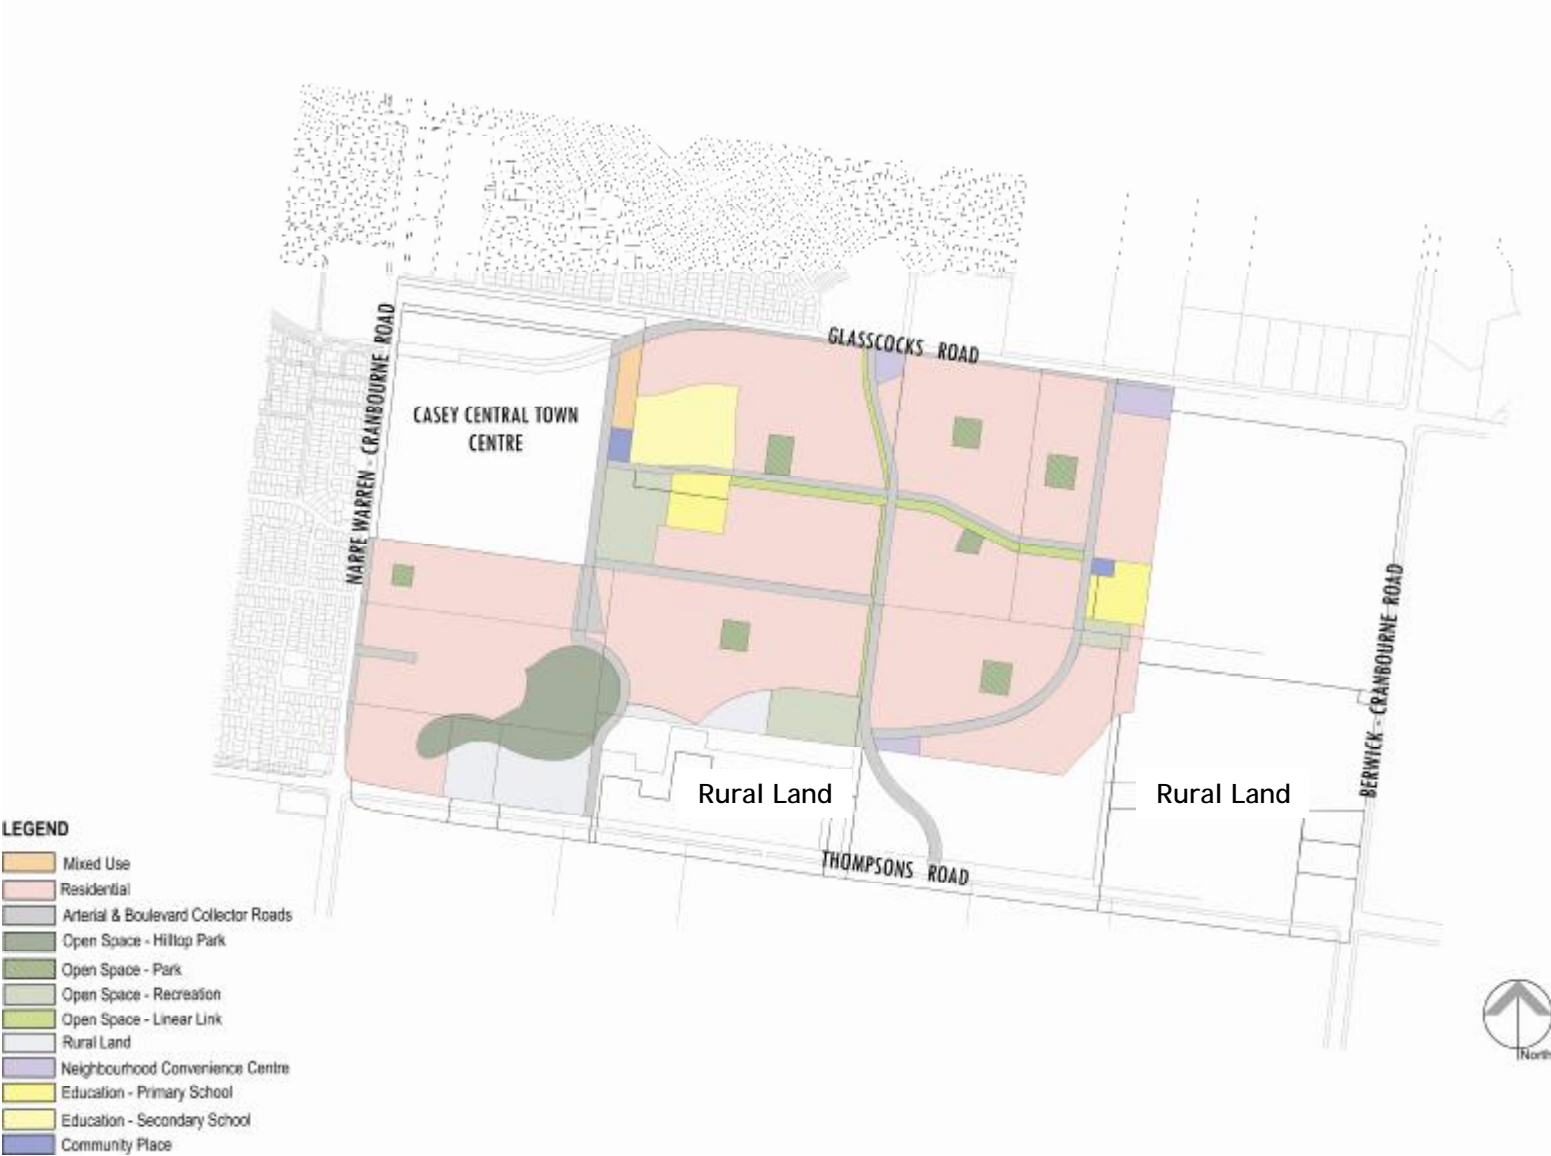 GLASSCOCKS ROAD
NARRE WARREN - CRANBOURNE ROAD
CASEY CENTRAL TOWN
CENTRE
BERWICK - CRANBOURNE ROAD
Rural Land
Rural Land
THOMPSONS ROAD
LEGEND
Mixed Use
Residential
Arterial & Boulevard Collector Roads
Open Space - Hilltop Park
Open Space - Park
Open Space - Recreation
Open Space - Linear Link
Rural Land
Neighbourhood Convenience Centre
Education - Primary School
Education - Secondary School
Community Place
North